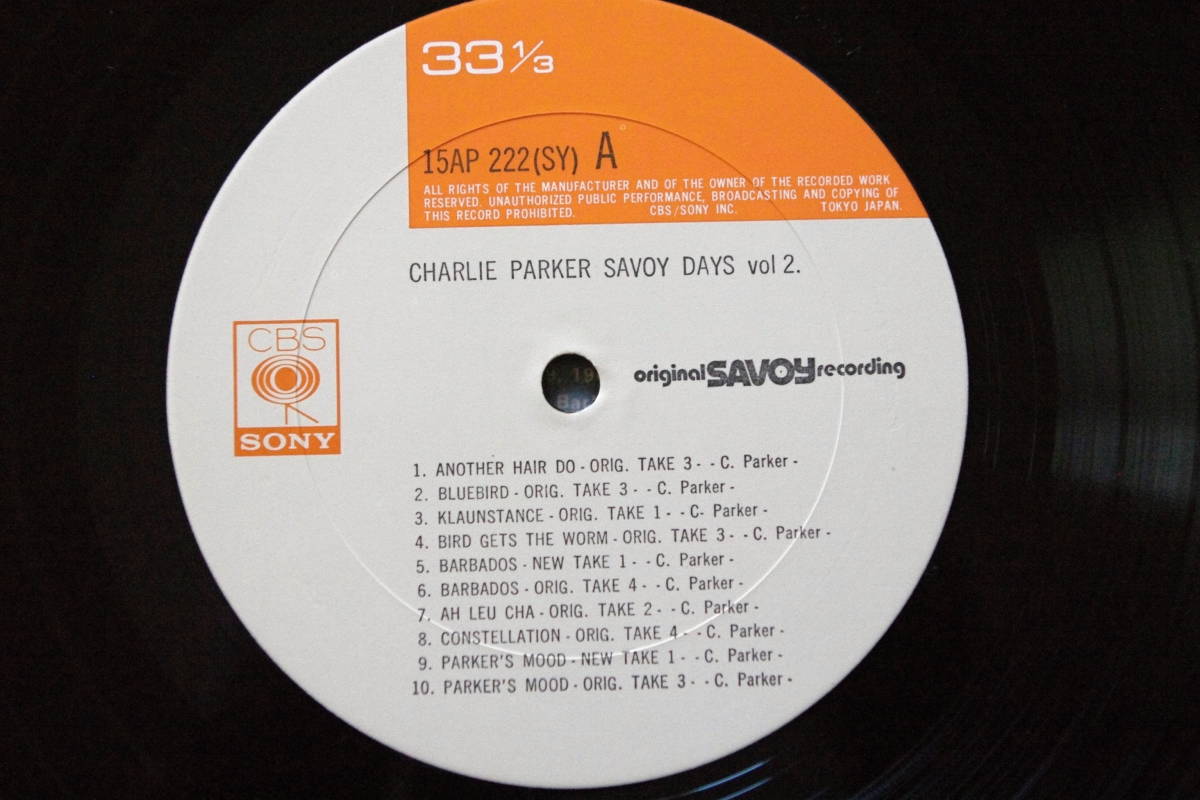 33 1/3
15AP 222(SY) A
ALL RIGHTS OF THE MANUFACTURER AND OF THE OWNER OF THE RECORDED WORK
RESERVED. UNAUTHORIZED PUBLIC PERFORMANCE, BROADCASTING AND COPYING OF
THIS RECORD PROHIBITED. CBS/SONY INC. TOKYO JAPAN.
CHARLIE PARKER SAVOY DAYS vol 2.
CBS
SONY
original SAVOY recording
1. ANOTHER HAIR DO - ORIG. TAKE 3 - - C. Parker -
2. BLUEBIRD - ORIG. TAKE 3 - - C. Parker -
3. KLAUNSTANCE - ORIG. TAKE 1 - - C- Parker -
4. BIRD GETS THE WORM - ORIG. TAKE 3 - - C. Parker -
5. BARBADOS - NEW TAKE 1 - - C. Parker -
6. BARBADOS - ORIG. TAKE 4 - - C. Parker -
7. AH LEU CHA - ORIG. TAKE 2 - - C. Parker -
8. CONSTELLATION - ORIG. TAKE 4 - - C. Parker -
9. PARKER'S MOOD - NEW TAKE 1 - - C. Parker -
10. PARKER'S MOOD - ORIG. TAKE 3 - - C. Parker -